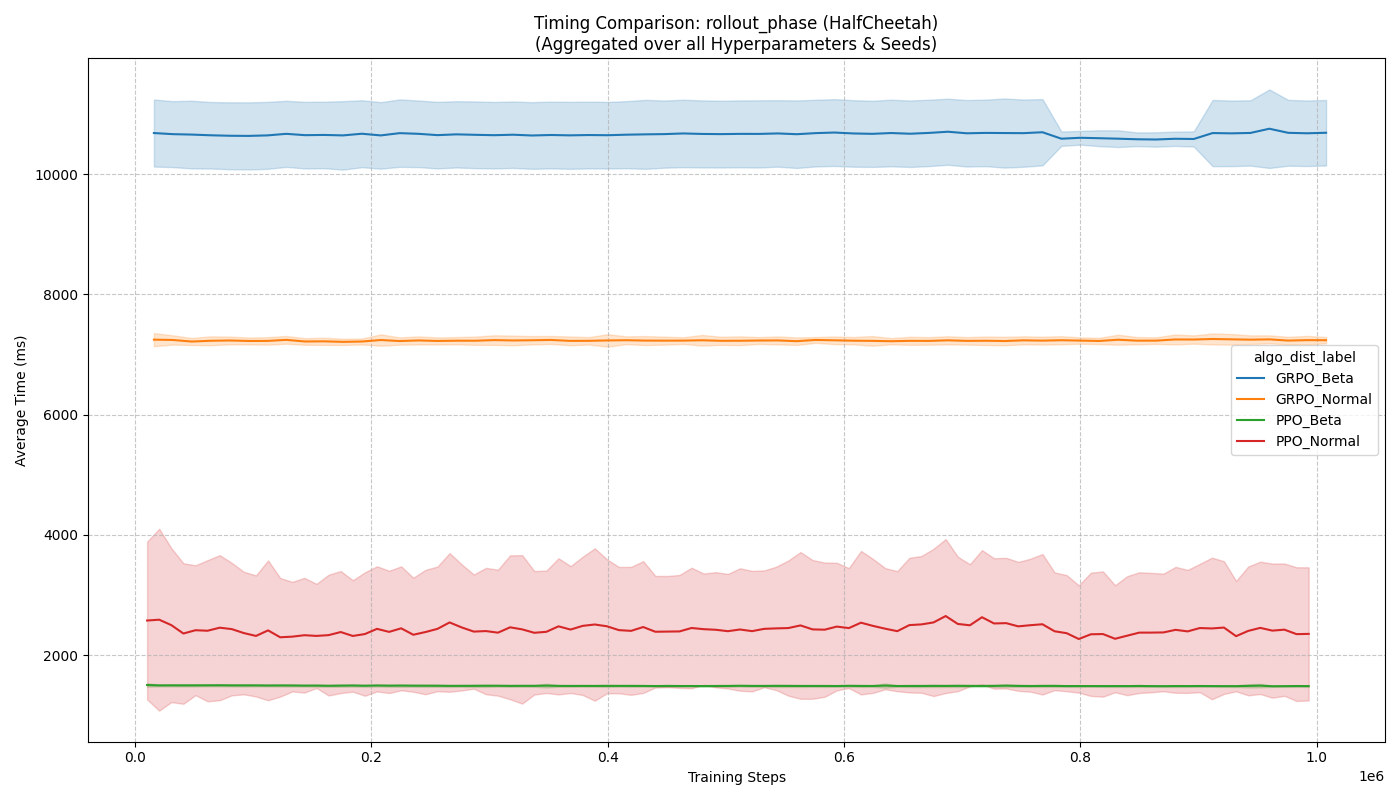 Timing Comparison: rollout_phase (HalfCheetah)
(Aggregated over all Hyperparameters & Seeds)
Average Time (ms)
10000
8000
6000
4000
2000
algo_dist_label
GRPO_Beta
GRPO_Normal
PPO_Beta
PPO_Normal
0.0 0.2 0.4 0.6 0.8 1.0
1e6
Training Steps